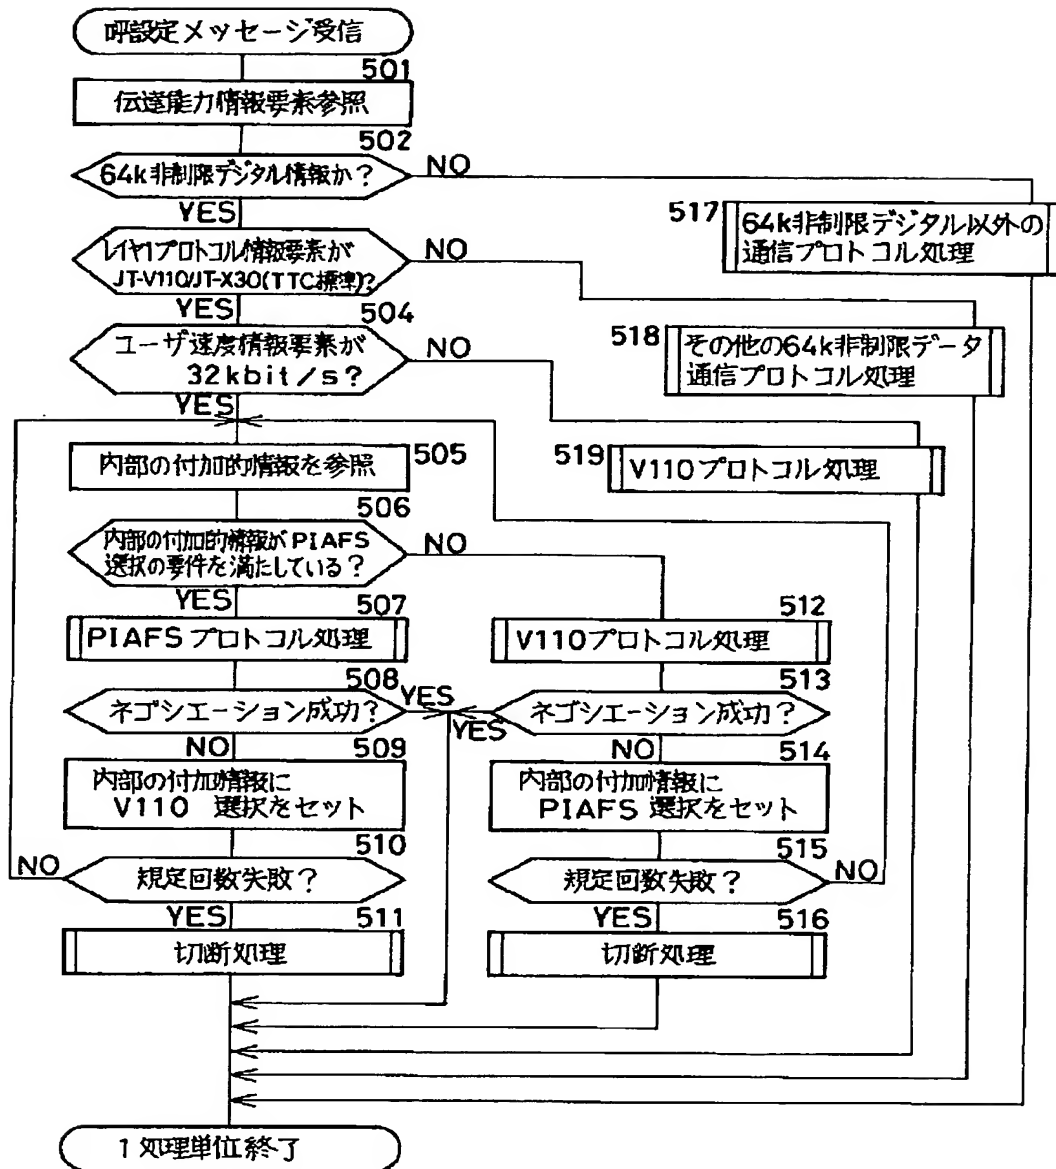 呼設定メッセージ受信
501
伝達能力情報要素参照
502
64k非制限デジタル情報か?
NO
YES
517
64k非制限デジタル以外の
通信プロトコル処理
レイヤ1プロトコル情報要素が
JT-V110/JT-X30(TTC標準)?
NO
YES
504
ユーザ速度情報要素が
32kbit/s?
NO
YES
518
その他の64k非制限データ
通信プロトコル処理
内部の付加的情報を参照
505
519
V110プロトコル処理
506
内部の付加的情報がPIAFS
選択の要件を満たしている?
NO
YES
507
PIAFSプロトコル処理
512
V110プロトコル処理
508
ネゴシエーション成功?
YES
513
ネゴシエーション成功?
YES
NO
509
内部の付加情報に
V110 選択をセット
NO
514
内部の付加情報に
PIAFS 選択をセット
510
NO
規定回数失敗?
515
規定回数失敗?
NO
YES
511
切断処理
YES
516
切断処理
1処理単位終了